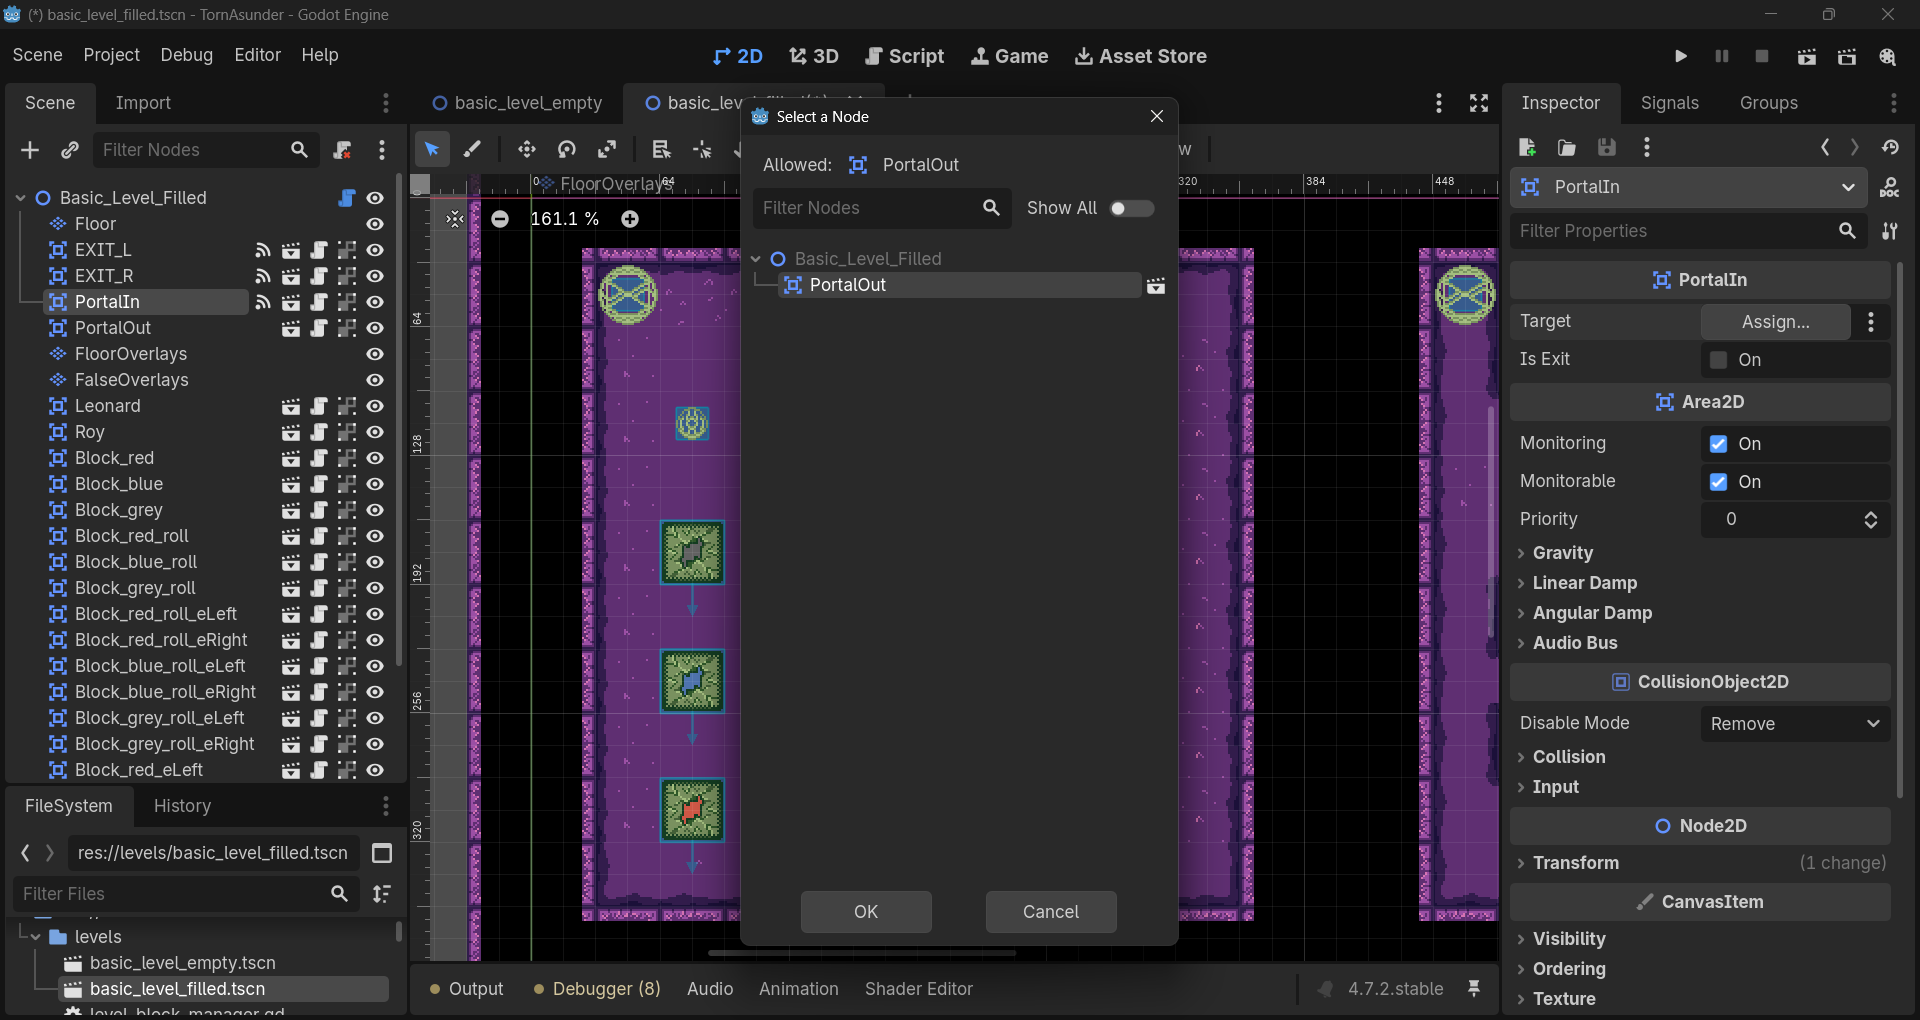 (*) basic_level_filled.tscn - TornAsunder - Godot Engine
Scene Project Debug Editor Help
2D 3D Script Game Asset Store
Scene Import
Filter Nodes
Basic_Level_Filled
Floor
EXIT_L
EXIT_R
PortalIn
PortalOut
FloorOverlays
FalseOverlays
Leonard
Roy
Block_red
Block_blue
Block_grey
Block_red_roll
Block_blue_roll
Block_grey_roll
Block_red_roll_eLeft
Block_red_roll_eRight
Block_blue_roll_eLeft
Block_blue_roll_eRight
Block_grey_roll_eLeft
Block_grey_roll_eRight
Block_red_eLeft
FileSystem History
res://levels/basic_level_filled.tscn
Filter Files
levels
basic_level_empty.tscn
basic_level_filled.tscn
level_block_manager.gd
basic_level_empty
0 64 320 384 448
FloorOverlays
161.1 %
0
64
128
192
256
320
Select a Node
Allowed: PortalOut
Filter Nodes Show All
Basic_Level_Filled
PortalOut
OK Cancel
Output Debugger (8) Audio Animation Shader Editor 4.7.2.stable
Inspector Signals Groups
PortalIn
Filter Properties
PortalIn
Target Assign...
Is Exit On
Area2D
Monitoring On
Monitorable On
Priority 0
Gravity
Linear Damp
Angular Damp
Audio Bus
CollisionObject2D
Disable Mode Remove
Collision
Input
Node2D
Transform (1 change)
CanvasItem
Visibility
Ordering
Texture